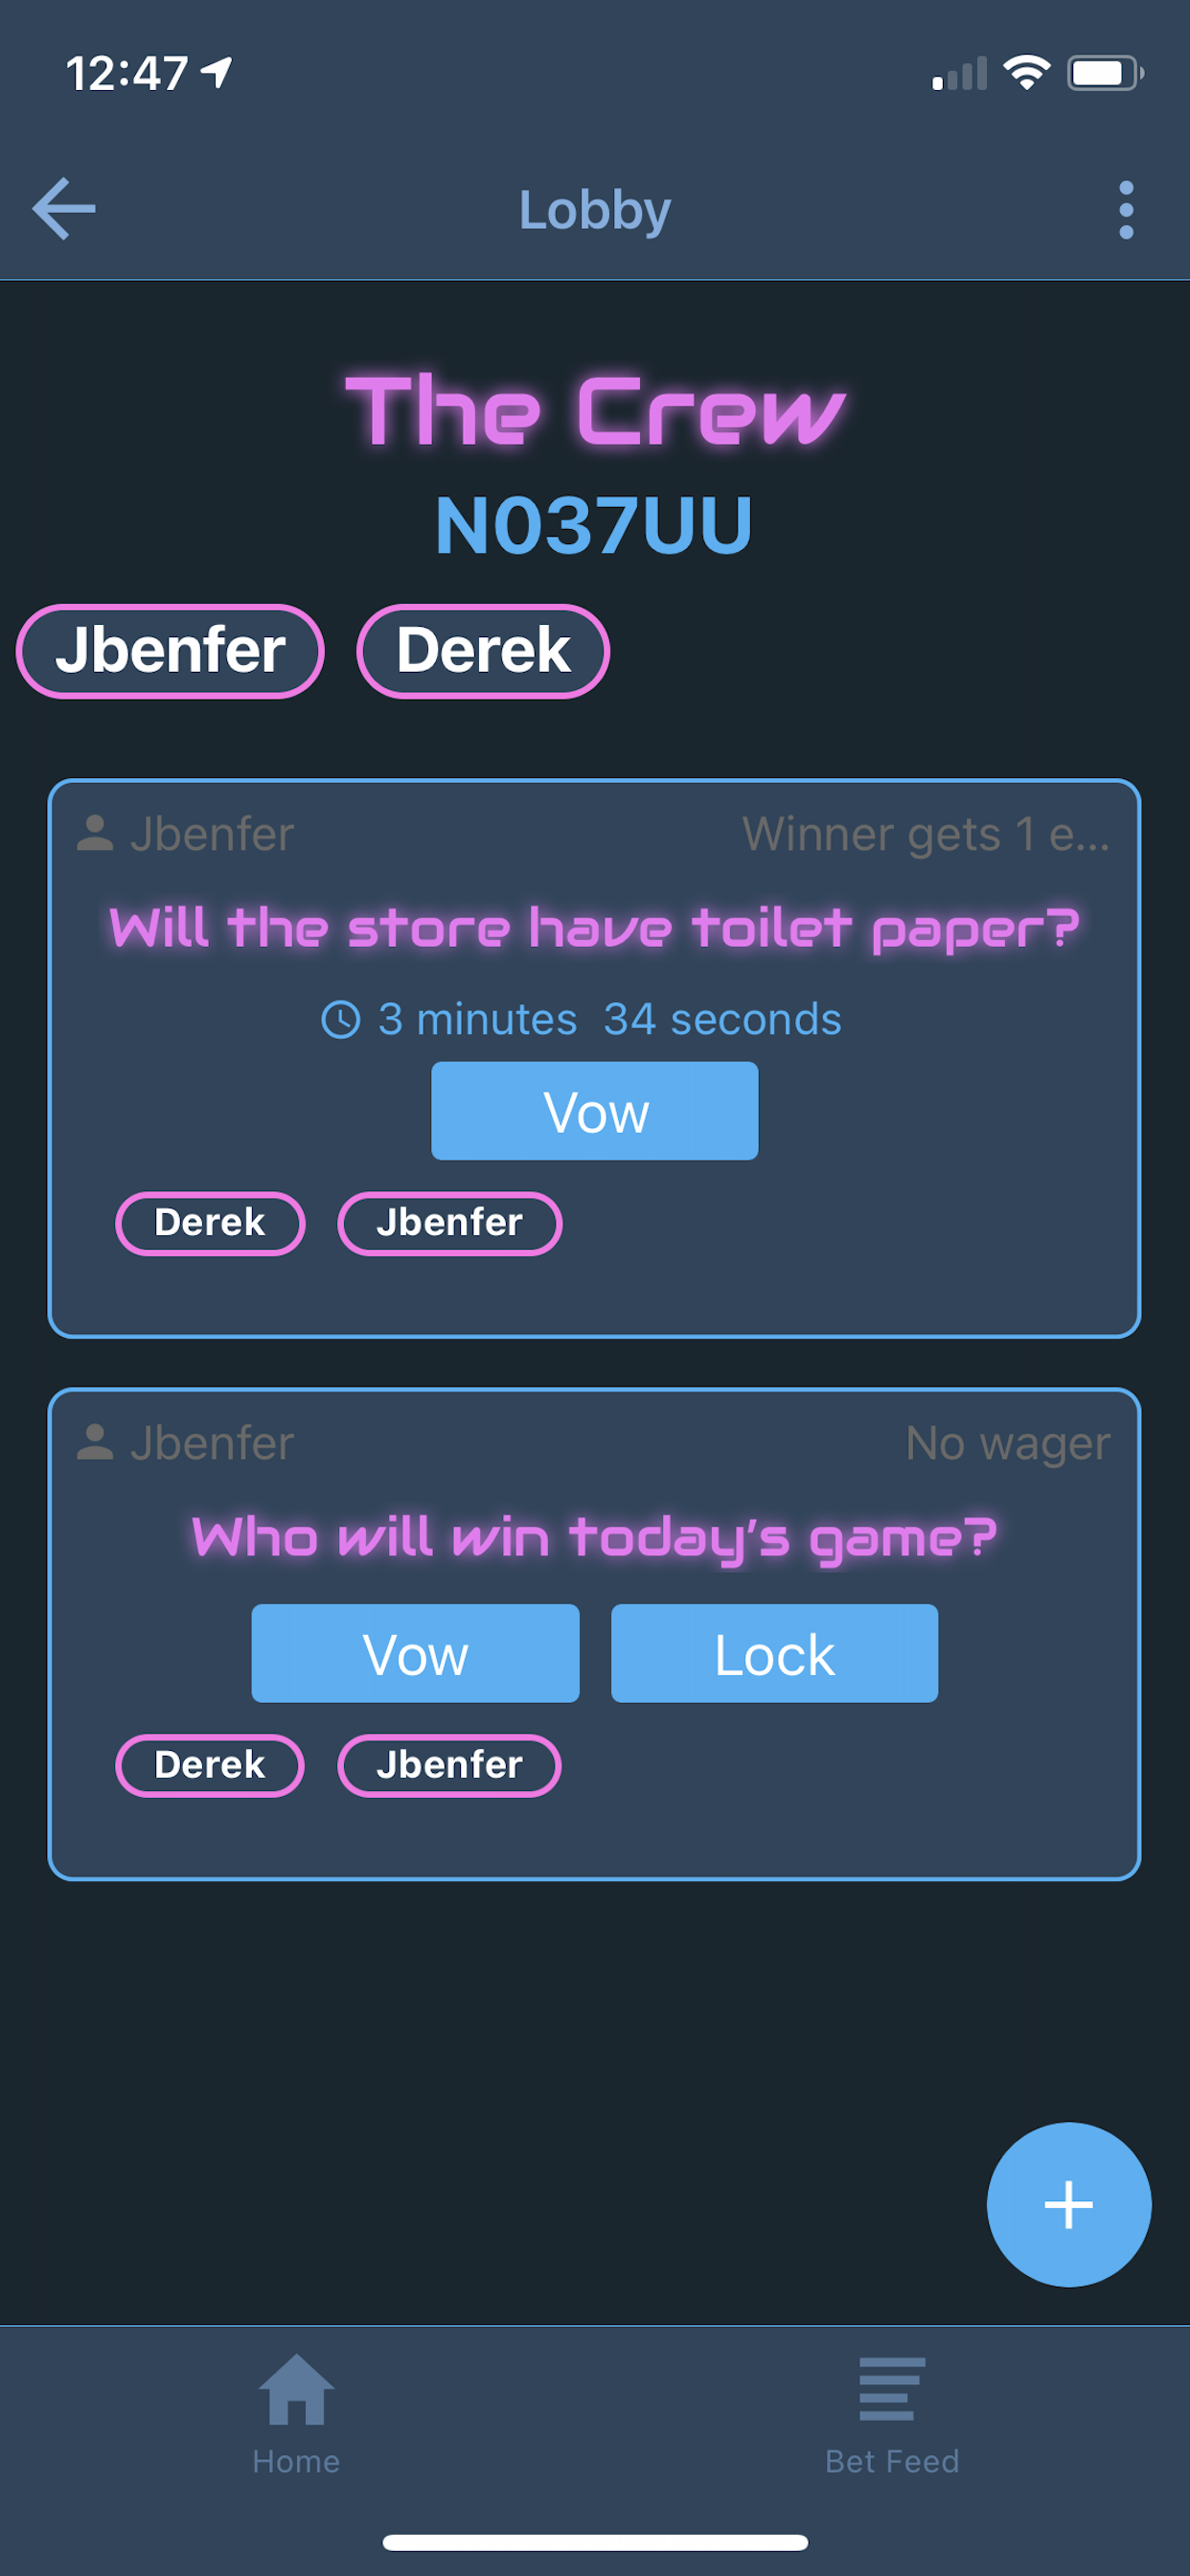 12:47
Lobby
The Crew
N037UU
Jbenfer Derek
Jbenfer Winner gets 1 e...
Will the store have toilet paper?
3 minutes 34 seconds
Vow
Derek Jbenfer
Jbenfer No wager
Who will win today's game?
Vow Lock
Derek Jbenfer
Home Bet Feed